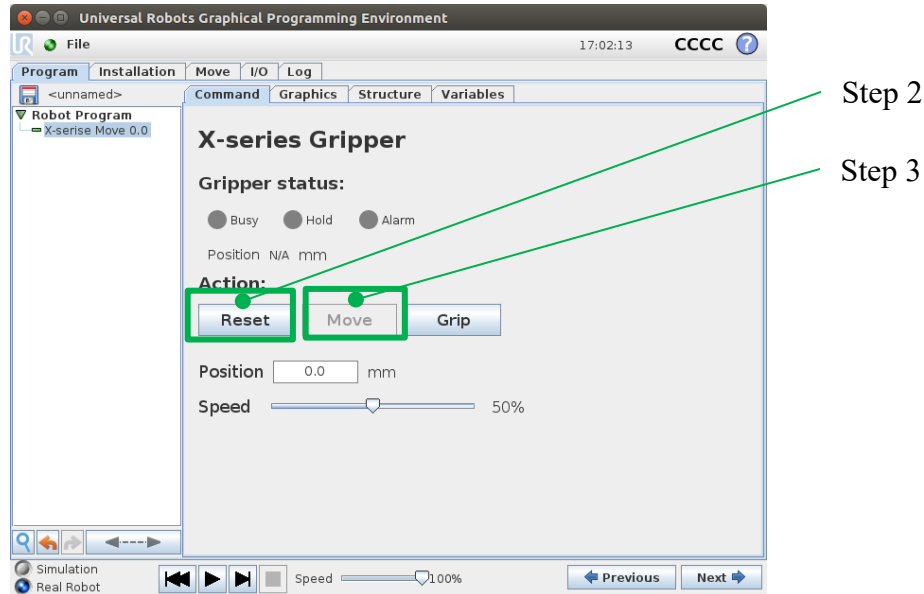 Universal Robots Graphical Programming Environment
File
17:02:13 CCCC ?
Program Installation Move I/O Log
<unnamed>
Command Graphics Structure Variables
Step 2
Robot Program
X-serise Move 0.0
X-series Gripper
Step 3
Gripper status:
Busy Hold Alarm
Position N/A mm
Action:
Reset Move Grip
Position 0.0 mm
Speed 50%
Simulation
Real Robot
Speed 100%
Previous Next